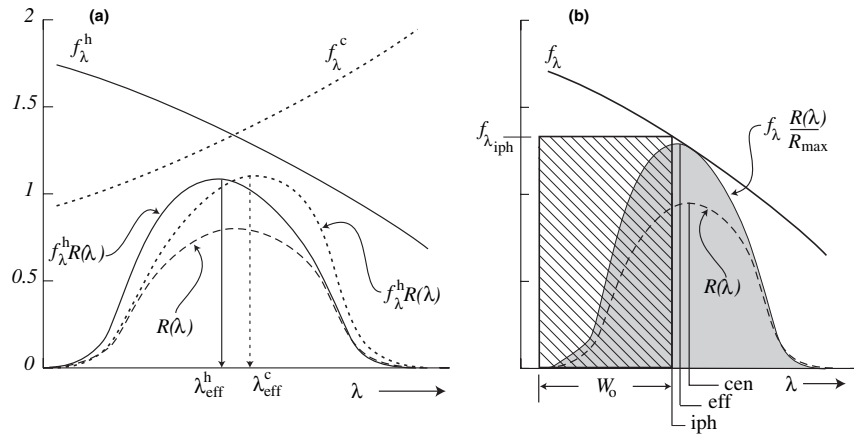 (a)
2
1.5
1
0.5
0
f_λ^h
f_λ^c
f_λ^h R(λ)
R(λ)
f_λ^h R(λ)
λ_eff^h
λ_eff^c
λ
(b)
f_λ
f_λ_iph
f_λ R(λ)/R_max
R(λ)
W_o
λ
cen
eff
iph